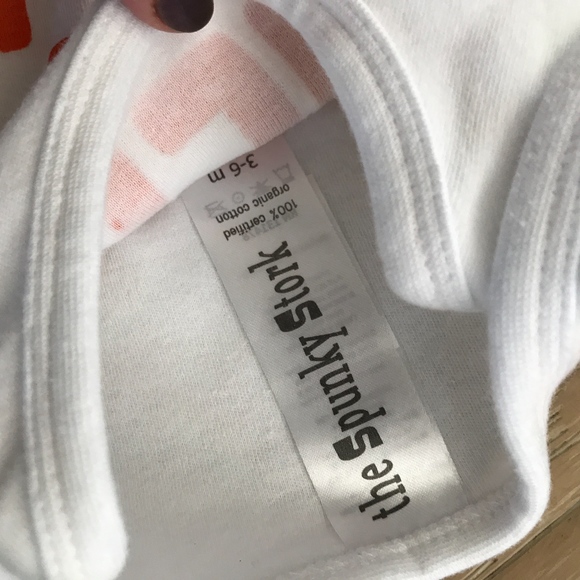 the Spunky Stork
100% certified
organic cotton
3-6 m